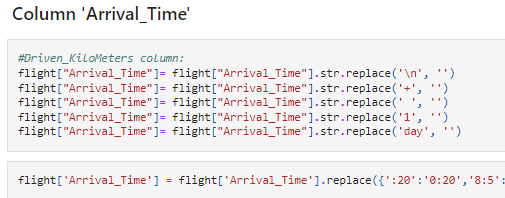 Column 'Arrival_Time'
#Driven_KiloMeters column:
flight["Arrival_Time"]= flight["Arrival_Time"].str.replace('\n', '')
flight["Arrival_Time"]= flight["Arrival_Time"].str.replace('+', '')
flight["Arrival_Time"]= flight["Arrival_Time"].str.replace(' ', '')
flight["Arrival_Time"]= flight["Arrival_Time"].str.replace('1', '')
flight["Arrival_Time"]= flight["Arrival_Time"].str.replace('day', '')
flight['Arrival_Time'] = flight['Arrival_Time'].replace({':20':'0:20','8:5':